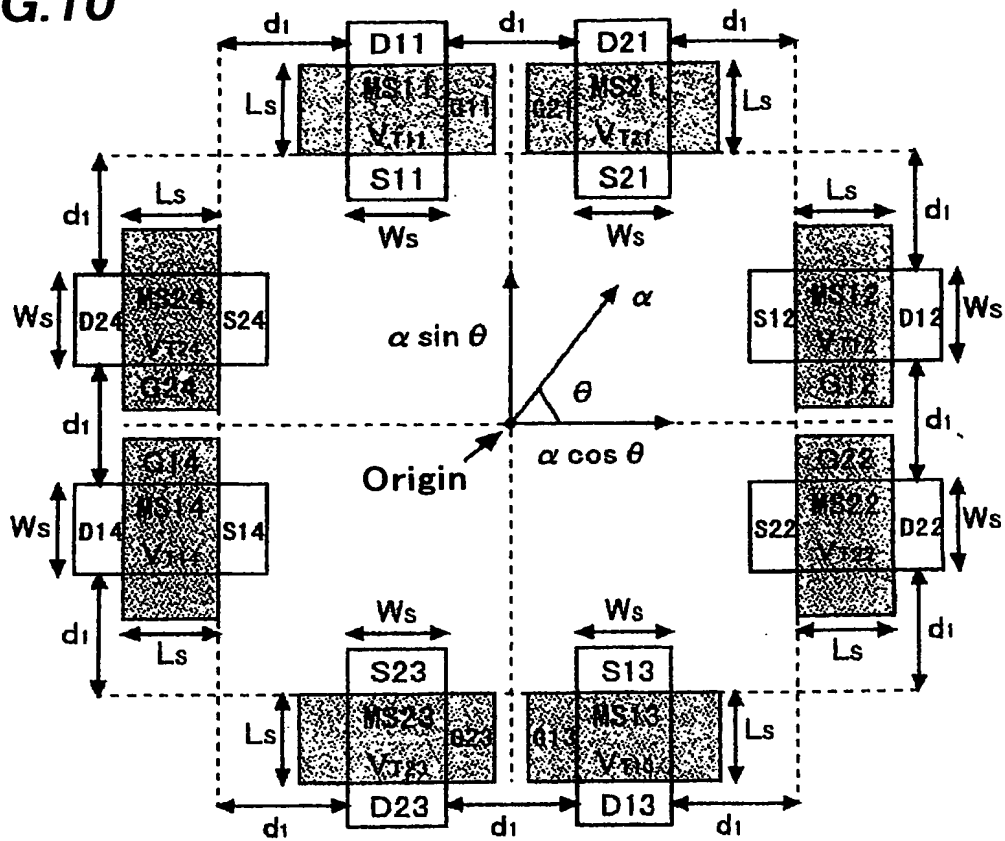 G.10
d1 D11 d1 D21 d1
Ls MS11 G11 G21 MS21 Ls
VT11 VT21
S11 S21
d1 Ls Ws Ws Ls d1
Ws D24 MS24 S24 α sin θ α S12 MS12 D12 Ws
VT24 VT12
G24 θ G12
d1 α cos θ d1
Origin
G14 G22
Ws D14 MS14 S14 S22 MS22 D22 Ws
VT14 VT22
d1 Ls Ws Ws Ls d1
S23 S13
Ls MS23 G23 G13 MS13 Ls
VT23
d1 D23 d1 D13 d1